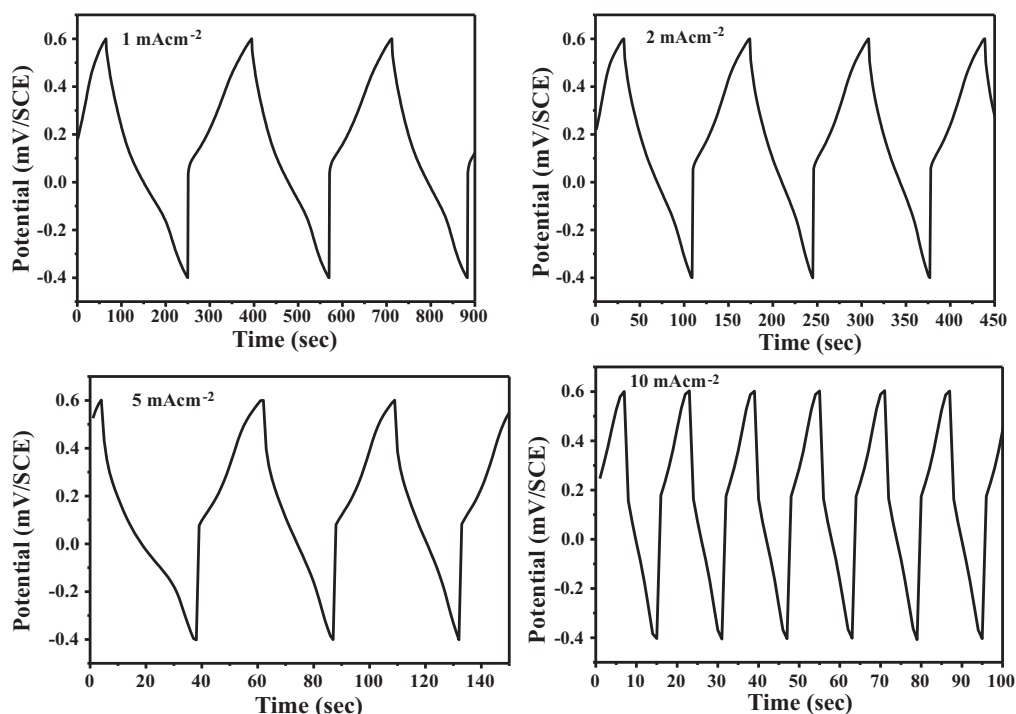 1 mAcm-2
0.6
0.4
0.2
0.0
-0.2
-0.4
Potential (mV/SCE)
0 100 200 300 400 500 600 700 800 900
Time (sec)
2 mAcm-2
0.6
0.4
0.2
0.0
-0.2
-0.4
Potential (mV/SCE)
0 50 100 150 200 250 300 350 400 450
Time (sec)
5 mAcm-2
0.6
0.4
0.2
0.0
-0.2
-0.4
Potential (mV/SCE)
0 20 40 60 80 100 120 140
Time (sec)
10 mAcm-2
0.6
0.4
0.2
0.0
-0.2
-0.4
Potential (mV/SCE)
0 10 20 30 40 50 60 70 80 90 100
Time (sec)